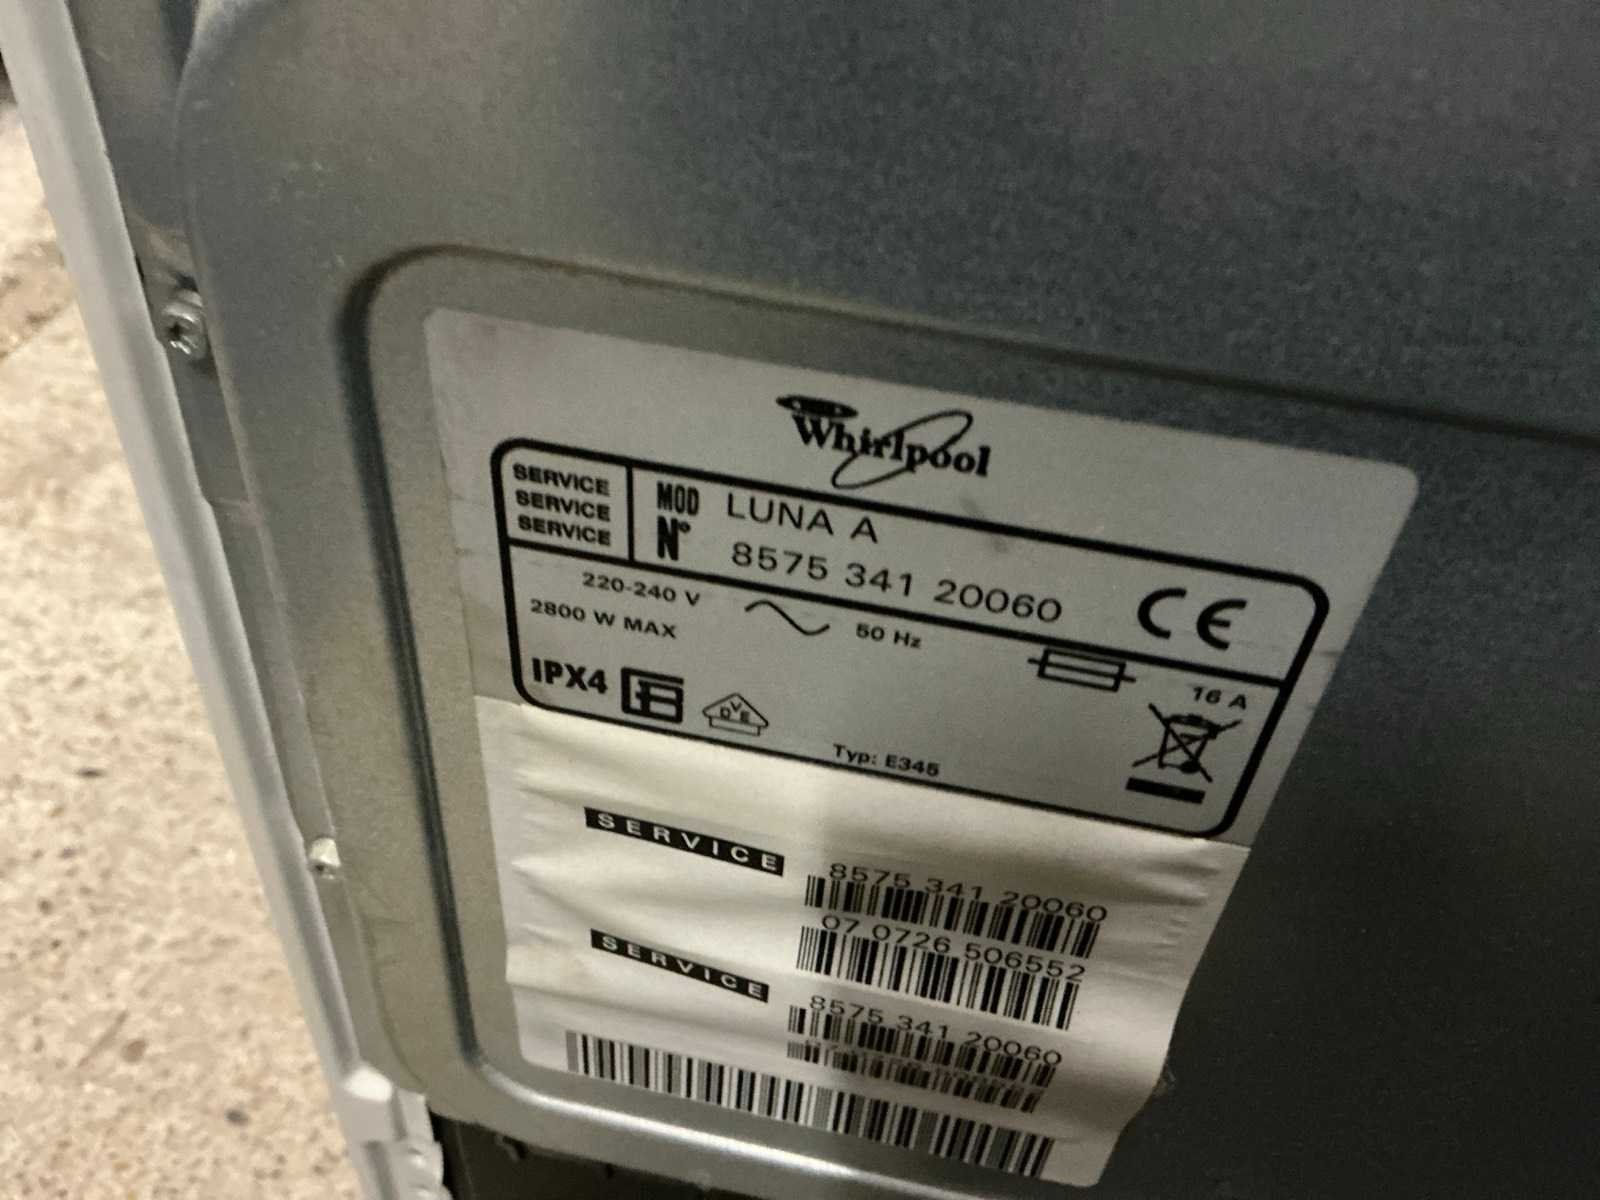 Whirlpool
SERVICE
SERVICE
SERVICE
MOD LUNA A
N° 8575 341 20060
CE
220-240 V
50 Hz
2800 W MAX
16 A
IPX4
DVE
Typ: E345
SERVICE
8575 341 20060
07 0726 506552
SERVICE
8575 341 20060